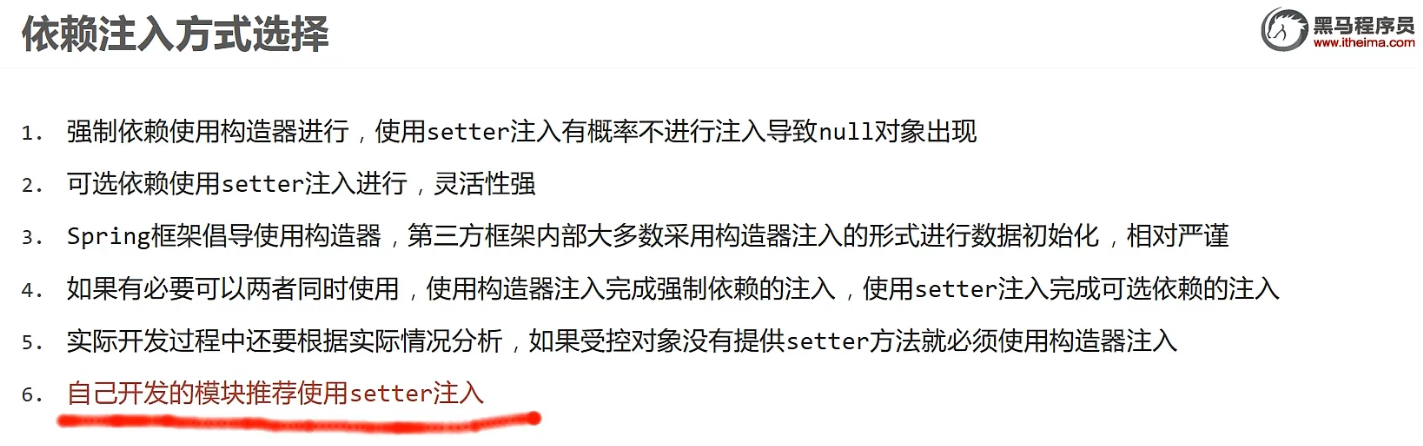 依赖注入方式选择
黑马程序员
www.itheima.com
1. 强制依赖使用构造器进行，使用setter注入有概率不进行注入导致null对象出现
2. 可选依赖使用setter注入进行，灵活性强
3. Spring框架倡导使用构造器，第三方框架内部大多数采用构造器注入的形式进行数据初始化，相对严谨
4. 如果有必要可以两者同时使用，使用构造器注入完成强制依赖的注入，使用setter注入完成可选依赖的注入
5. 实际开发过程中还要根据实际情况分析，如果受控对象没有提供setter方法就必须使用构造器注入
6. 自己开发的模块推荐使用setter注入